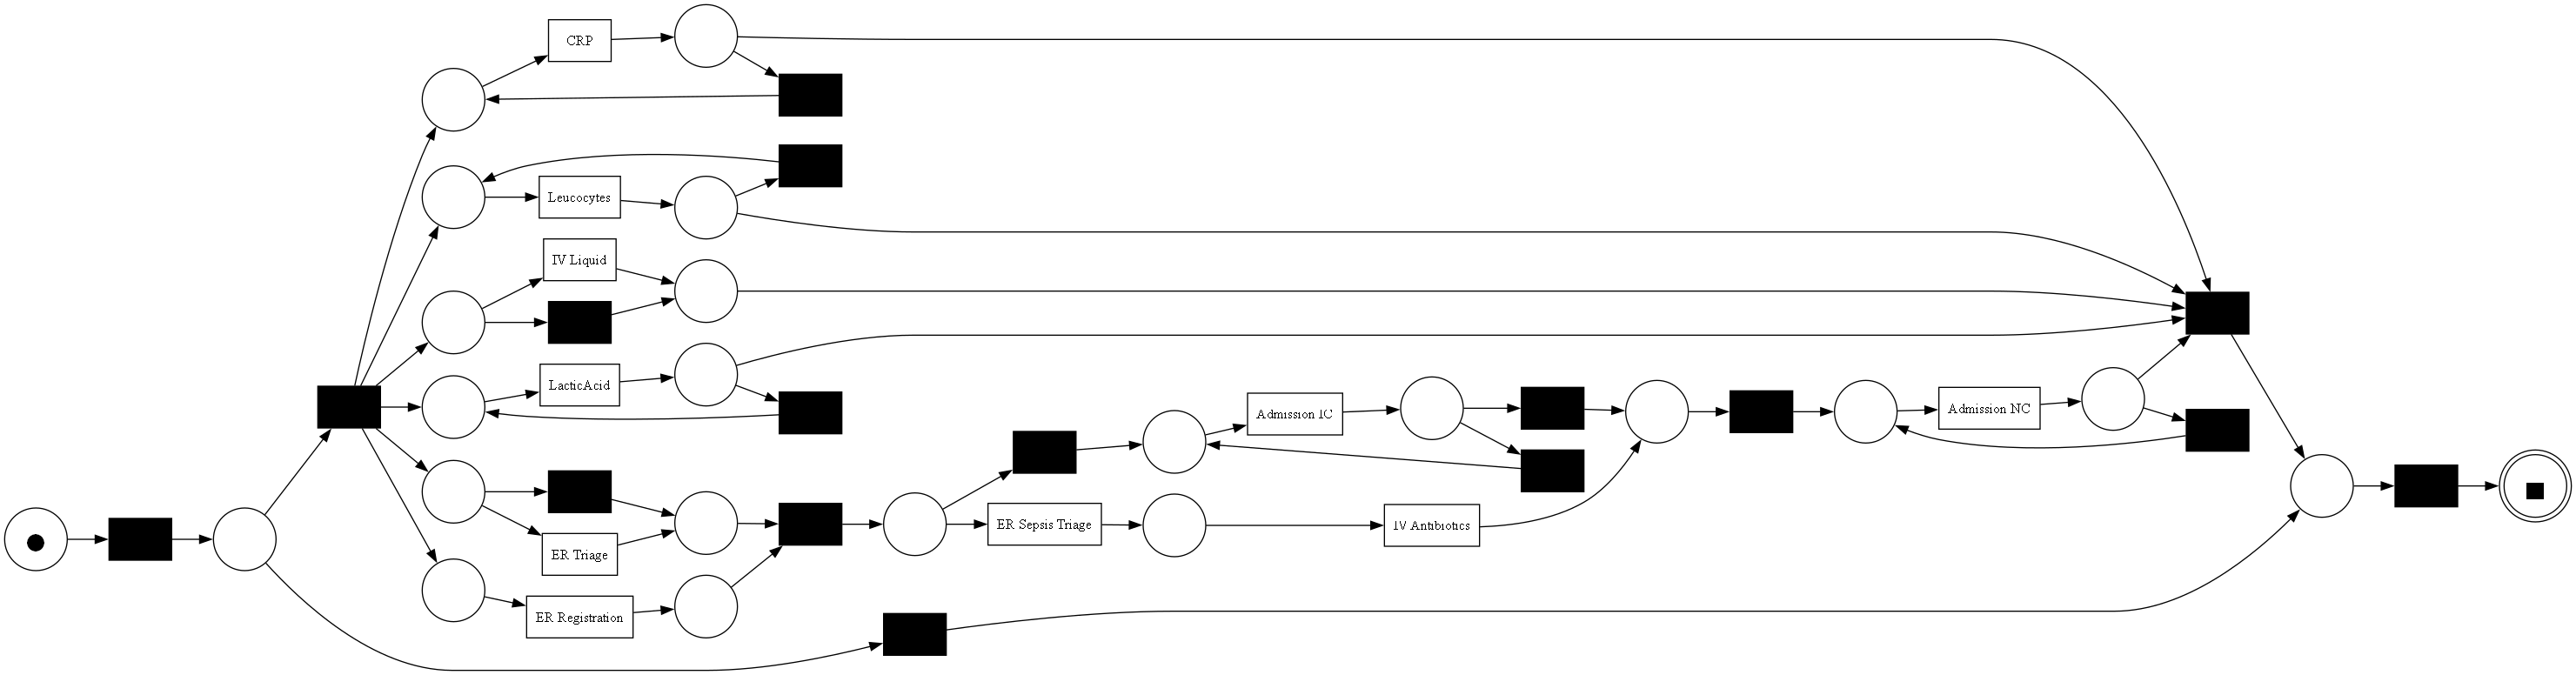 CRP
Leucocytes
IV Liquid
LacticAcid
Admission IC
Admission NC
ER Sepsis Triage
IV Antibiotics
ER Triage
ER Registration